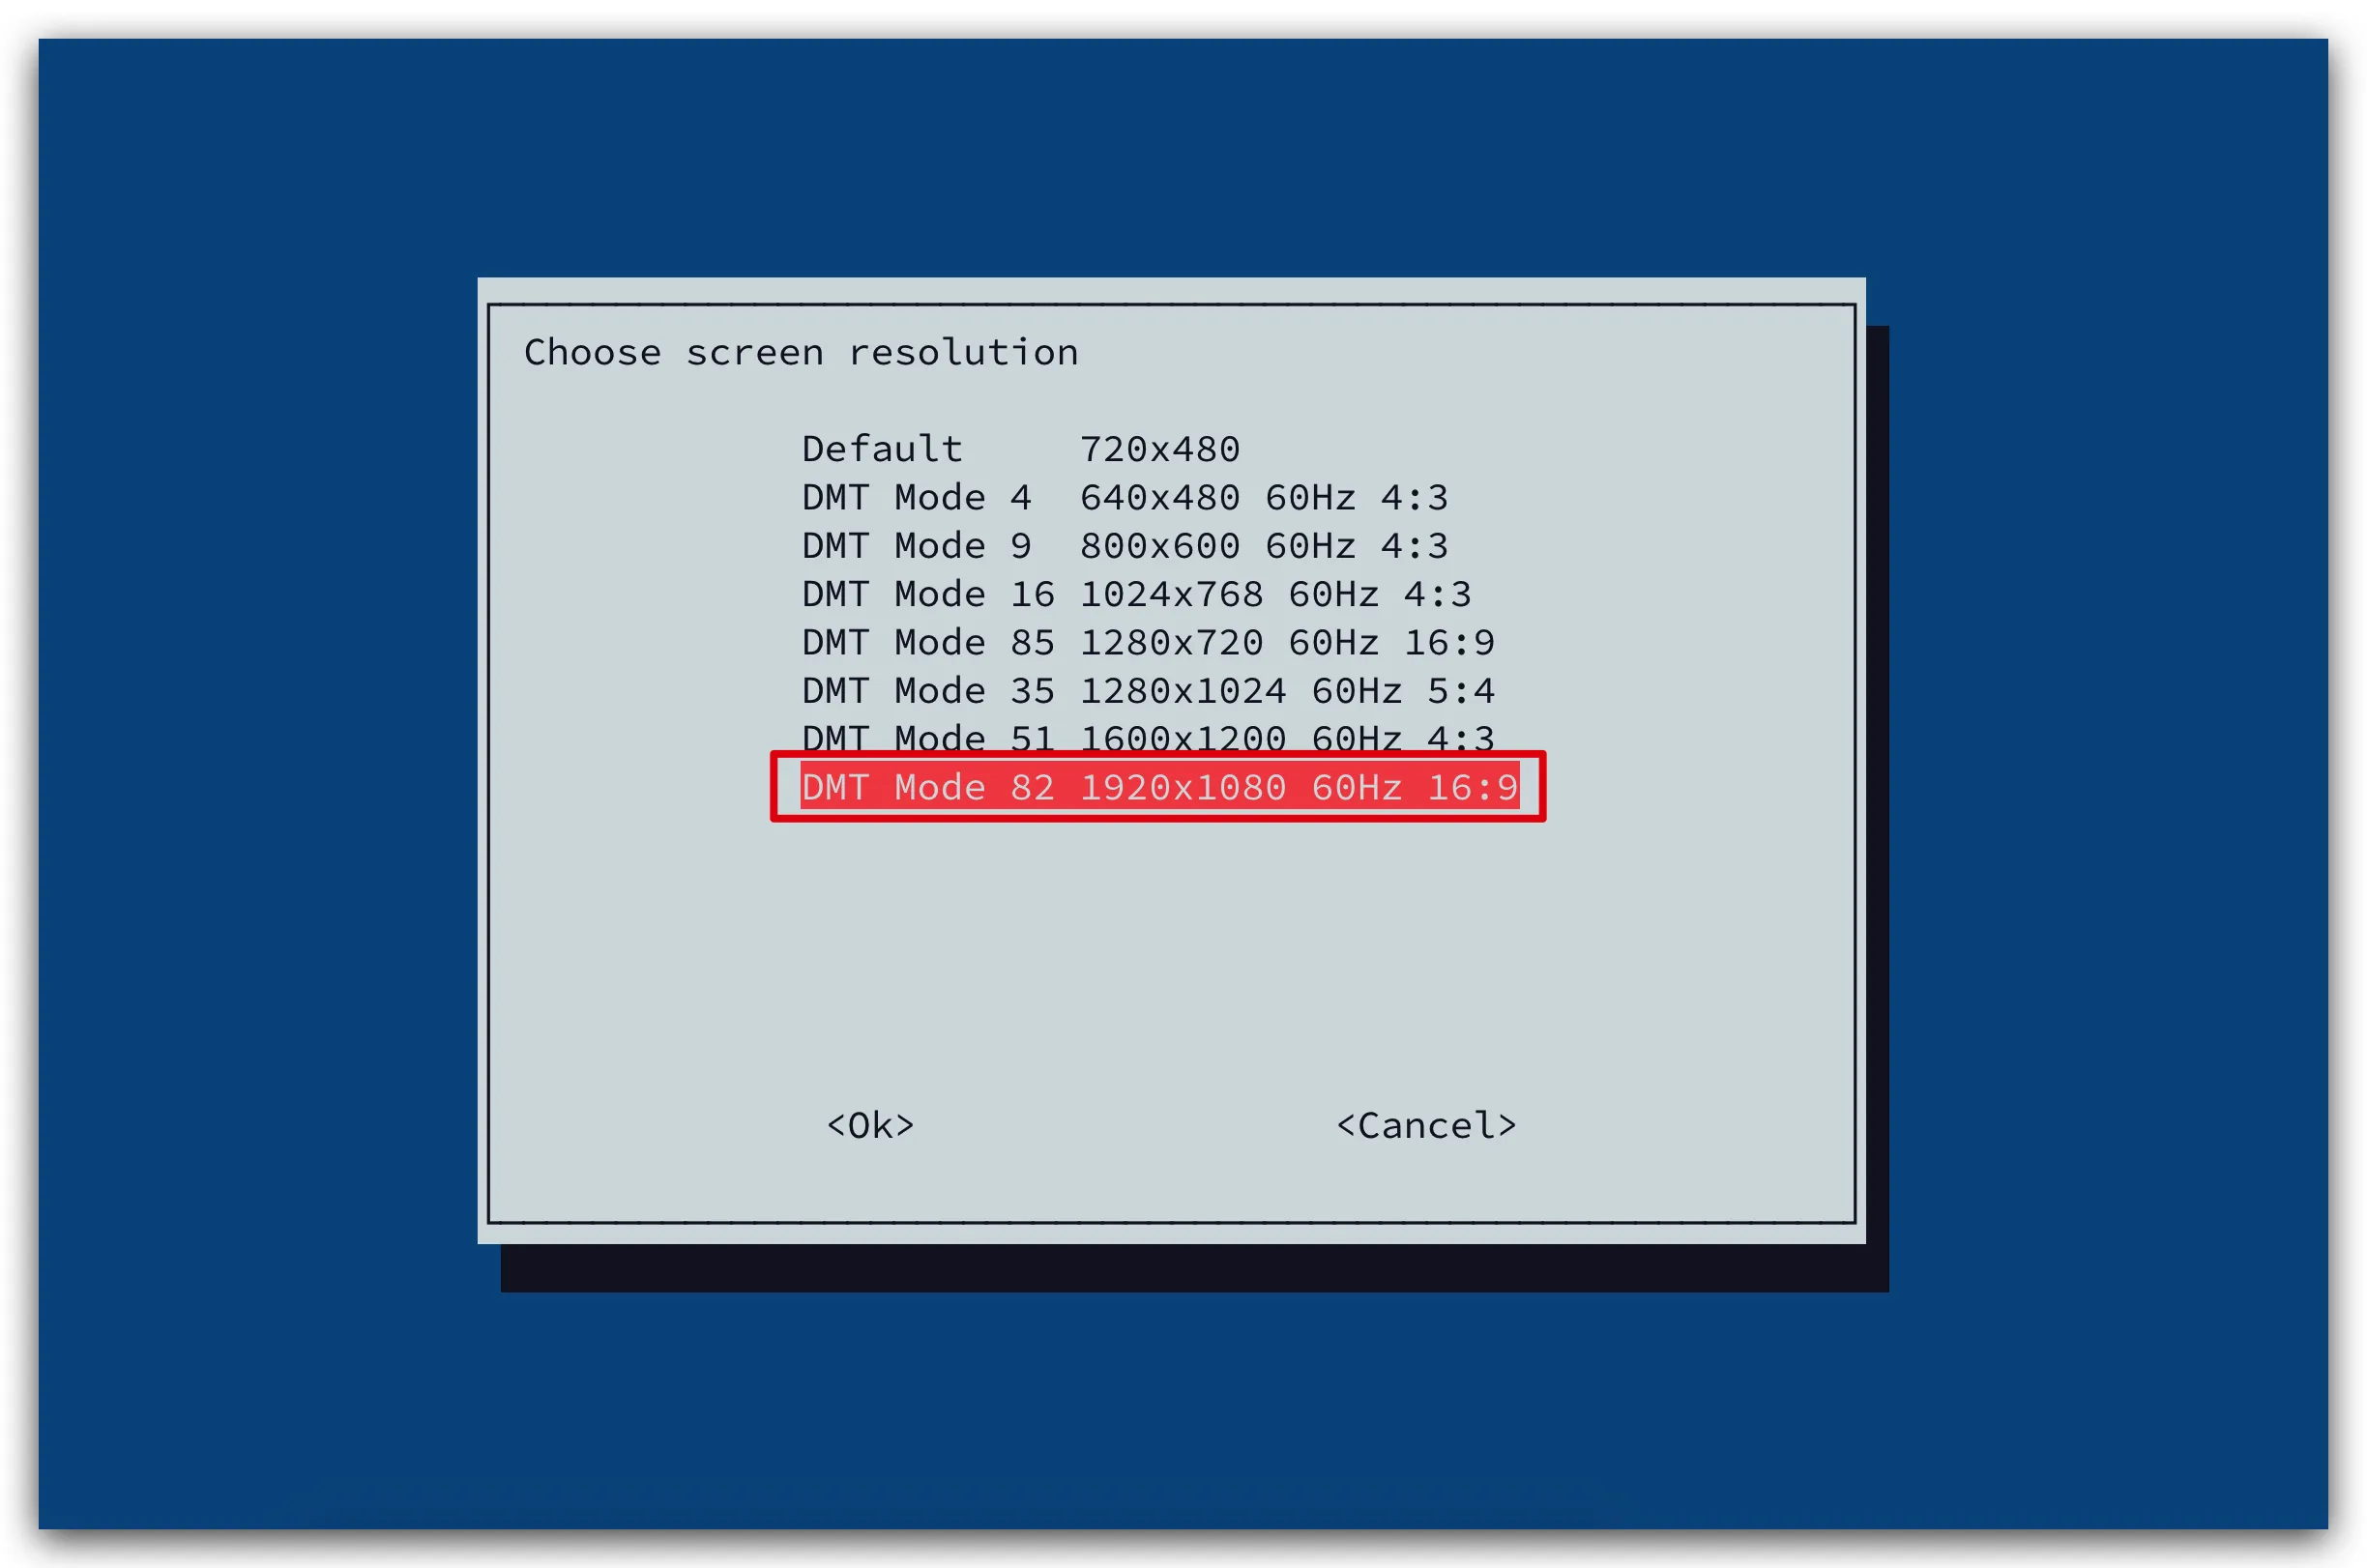 Choose screen resolution
Default 720x480
DMT Mode 4 640x480 60Hz 4:3
DMT Mode 9 800x600 60Hz 4:3
DMT Mode 16 1024x768 60Hz 4:3
DMT Mode 85 1280x720 60Hz 16:9
DMT Mode 35 1280x1024 60Hz 5:4
DMT Mode 51 1600x1200 60Hz 4:3
DMT Mode 82 1920x1080 60Hz 16:9
<Ok> <Cancel>